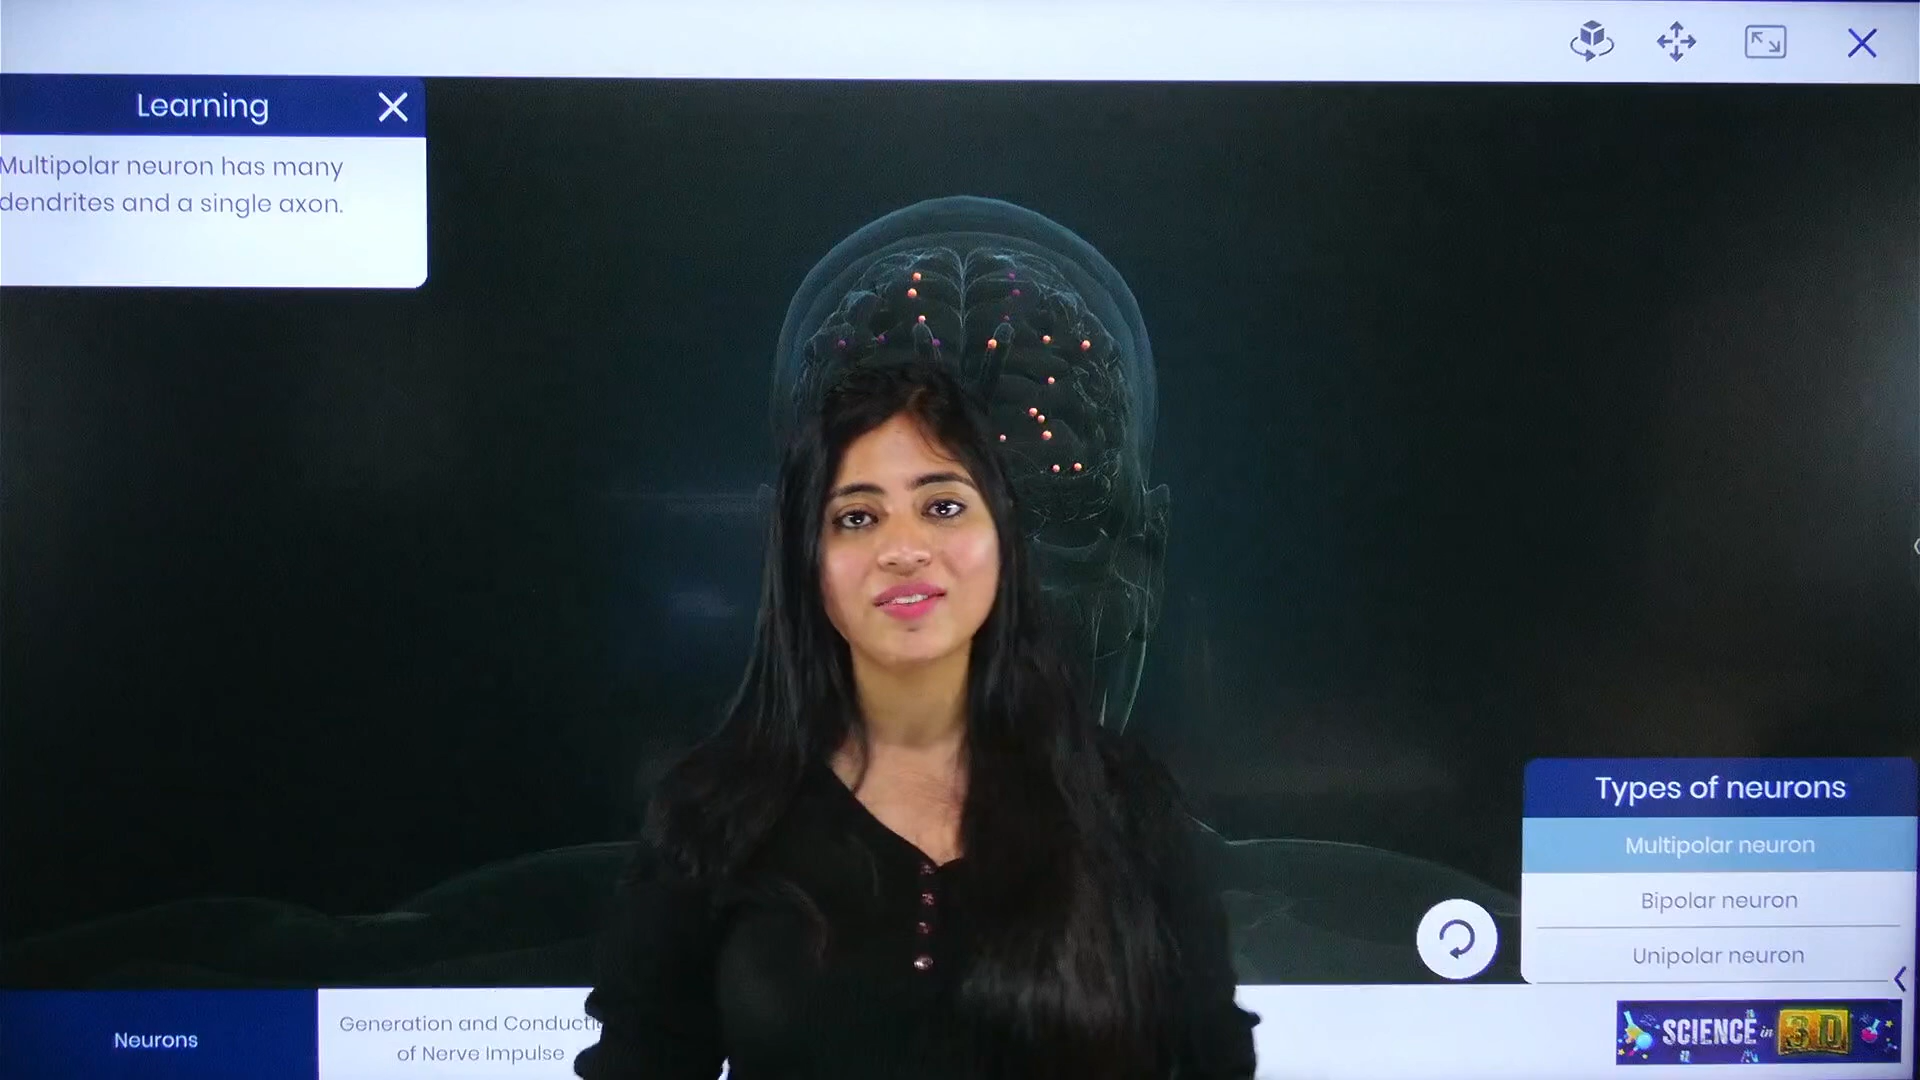 Learning
Multipolar neuron has many
dendrites and a single axon.
Types of neurons
Multipolar neuron
Bipolar neuron
Unipolar neuron
Neurons
Generation and Conducti
of Nerve Impulse
SCIENCE in 3D